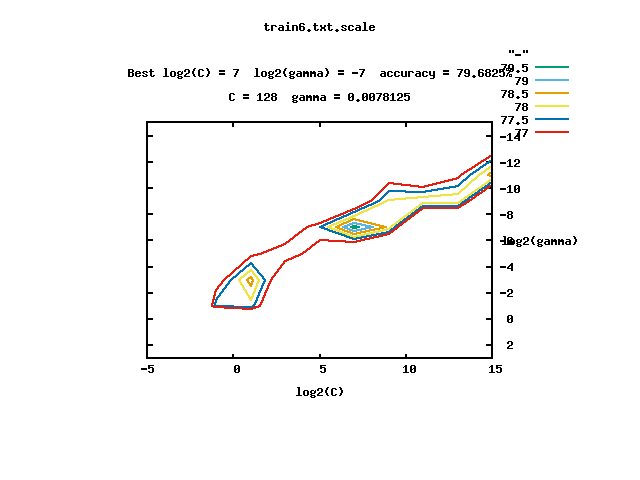 train6.txt.scale
"-"
Best log2(C) = 7 log2(gamma) = -7 accuracy = 79.6825%
79.5
79
78.5
78
77.5
77
C = 128 gamma = 0.0078125
-14
-12
-10
-8
-6
log2(gamma)
-4
-2
0
2
-5 0 5 10 15
log2(C)